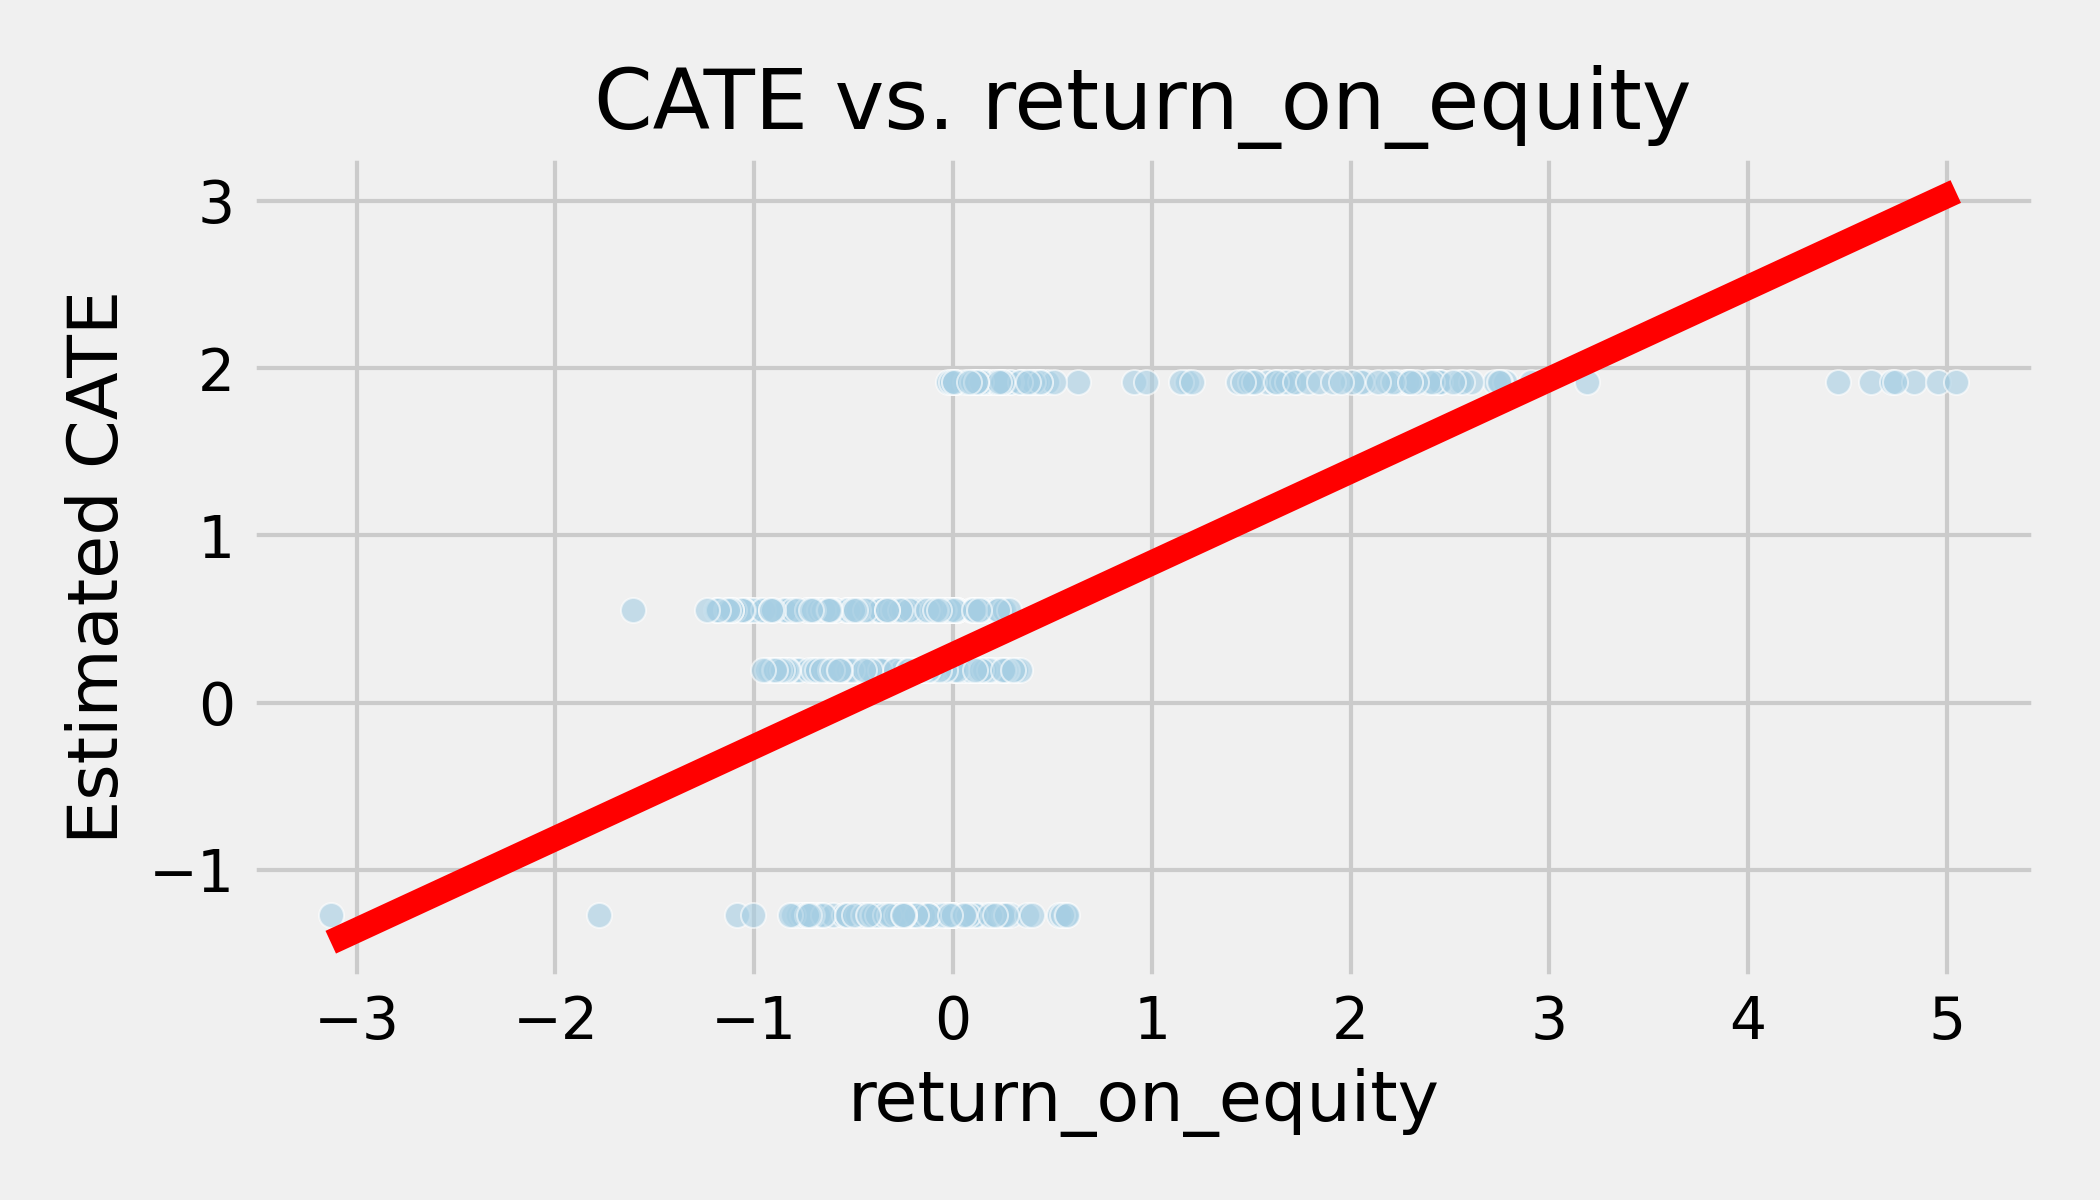 CATE vs. return_on_equity
Estimated CATE
3
2
1
0
−1
−3 −2 −1 0 1 2 3 4 5
return_on_equity